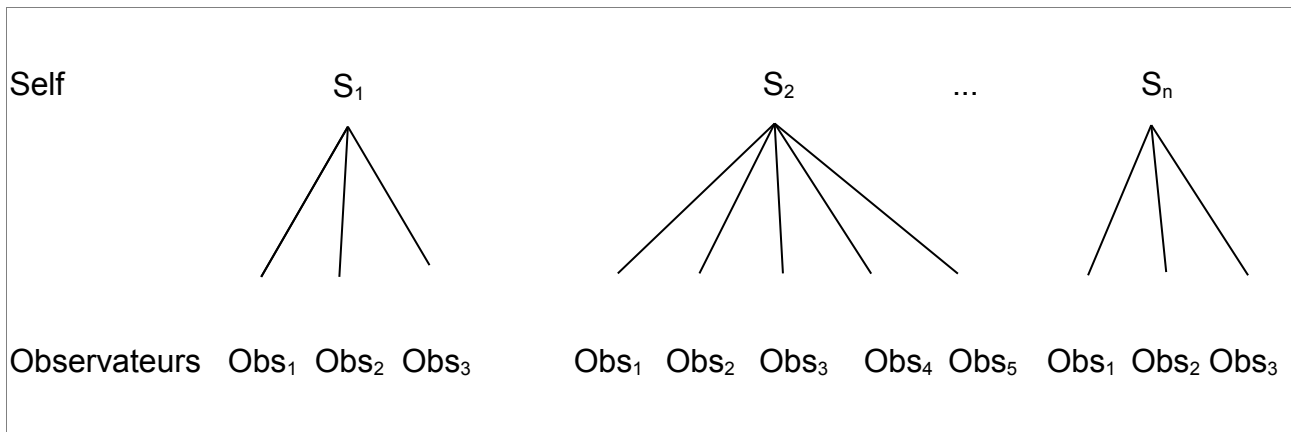 Self S₁ S₂ ... Sₙ
Observateurs Obs₁ Obs₂ Obs₃ Obs₁ Obs₂ Obs₃ Obs₄ Obs₅ Obs₁ Obs₂ Obs₃